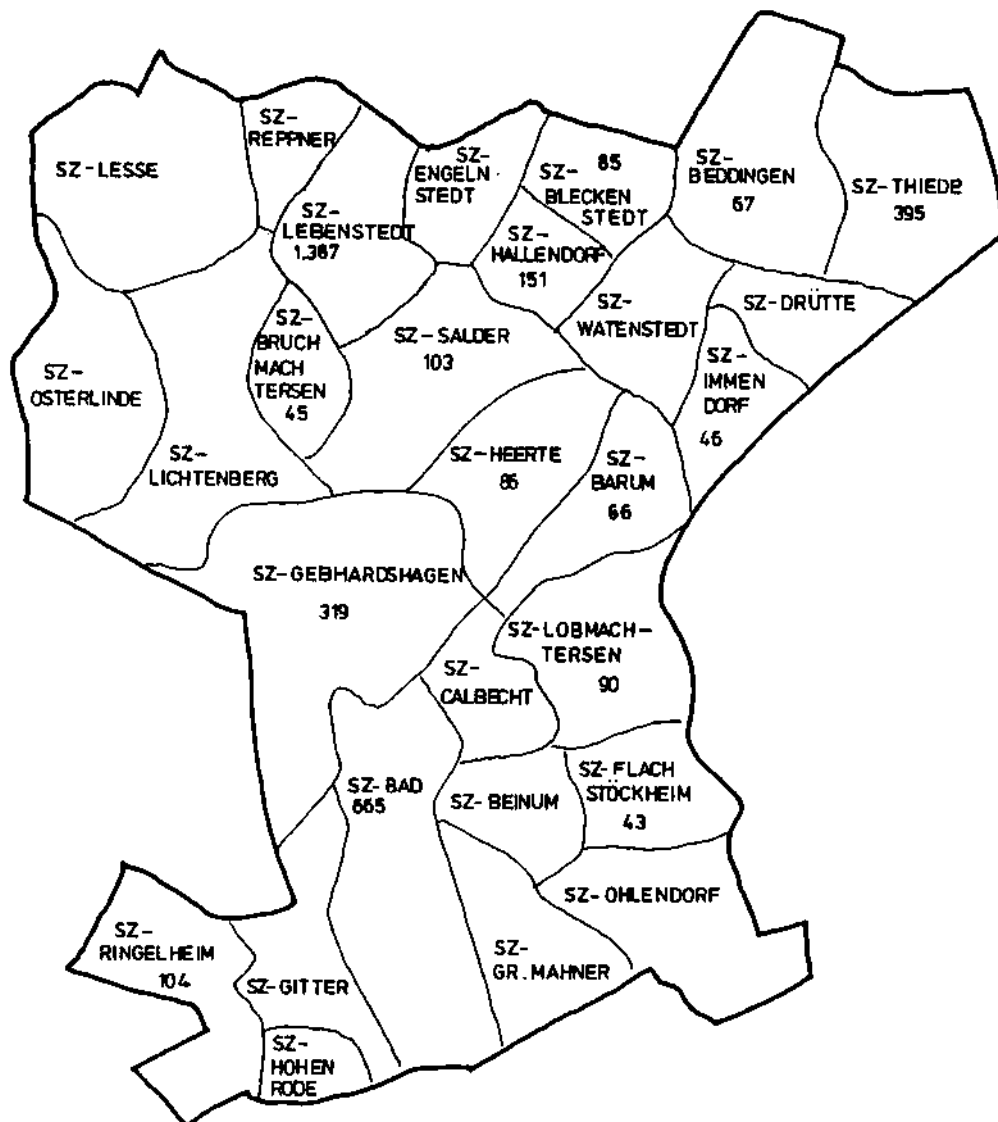 SZ-LESSE
SZ-
REPPNER
SZ-
LEBENSTEDT
1.367
SZ-
ENGELN
STEDT
85
SZ-
BLECKEN
STEDT
SZ-
HALLENDORF
151
SZ-
BEDDINGEN
67
SZ-THIEDE
395
SZ-
WATENSTEDT
SZ-DRÜTTE
SZ-
IMMEN
DORF
46
SZ-
OSTERLINDE
SZ-
LICHTENBERG
SZ-
BRUCH
MACH
TERSEN
45
SZ-SALDER
103
SZ-HEERTE
86
SZ-
BARUM
66
SZ-GEBHARDSHAGEN
319
SZ-LOBMACH-
TERSEN
90
SZ-
CALBECHT
SZ-BAD
665
SZ-BEINUM
SZ-FLACH
STÖCKHEIM
43
SZ-OHLENDORF
SZ-
GR. MAHNER
SZ-
RINGELHEIM
104
SZ-GITTER
SZ-
HOHEN
RODE